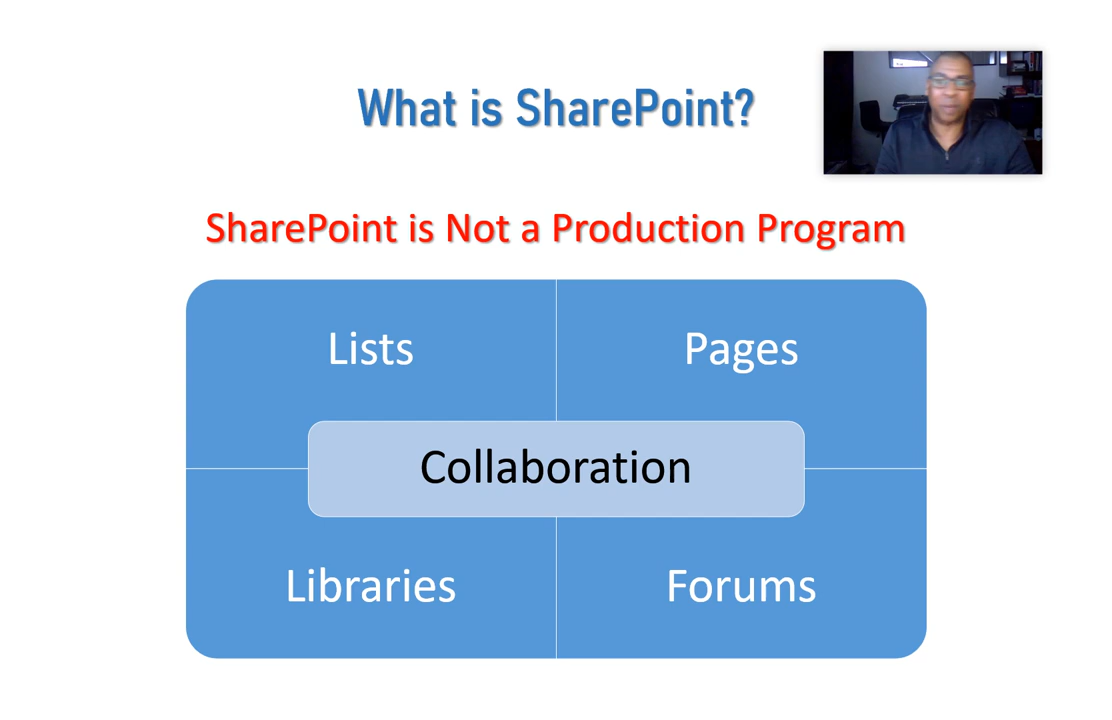 What is SharePoint?
SharePoint is Not a Production Program
Lists
Pages
Collaboration
Libraries
Forums